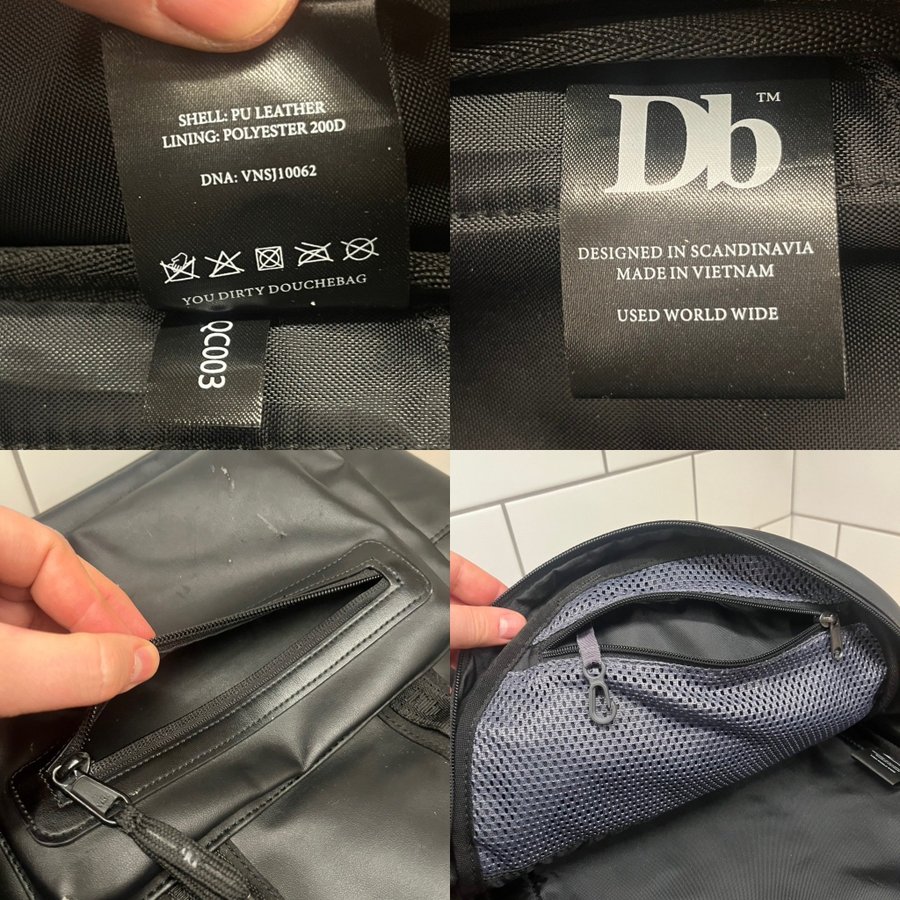 SHELL: PU LEATHER
LINING: POLYESTER 200D
DNA: VNSJ10062
YOU DIRTY DOUCHEBAG
QC003
Db™
DESIGNED IN SCANDINAVIA
MADE IN VIETNAM
USED WORLD WIDE